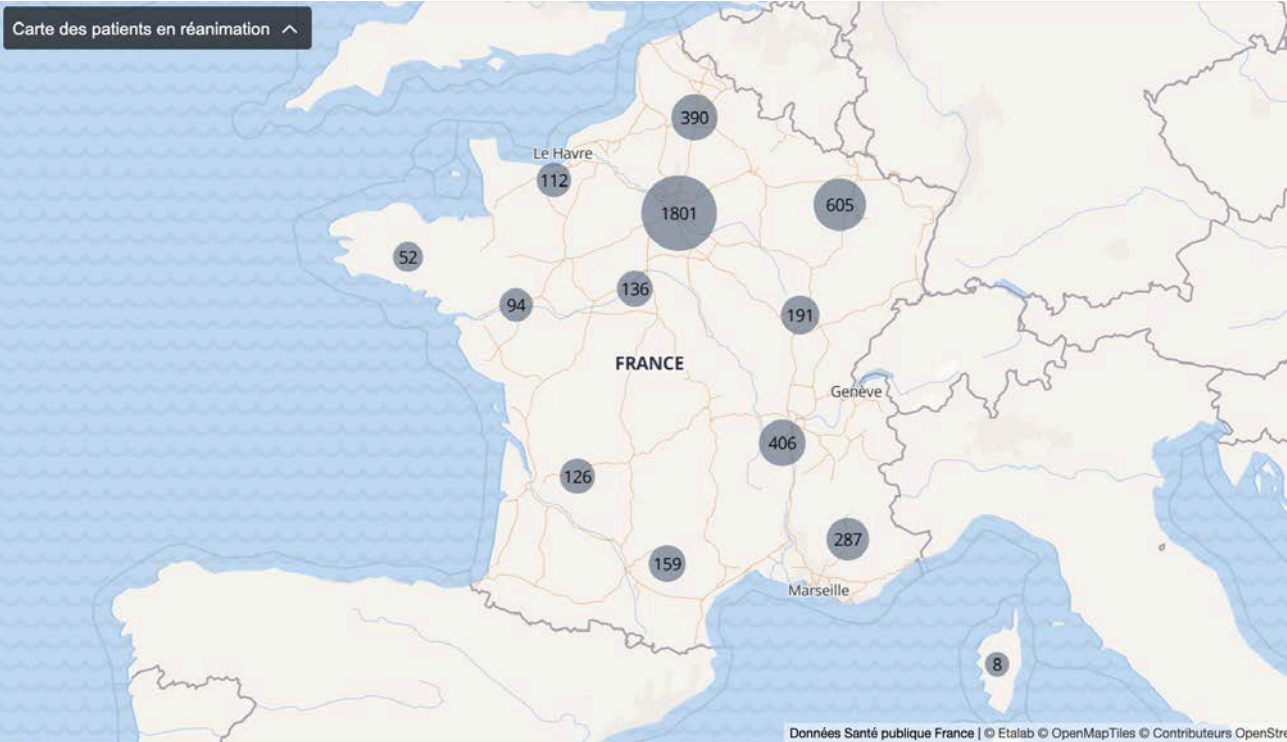 Carte des patients en réanimation
390
Le Havre
112
1801
605
52
136
94
191
FRANCE
Genève
406
126
287
159
Marseille
8
Données Santé publique France | © Etalab © OpenMapTiles © Contributeurs OpenStr